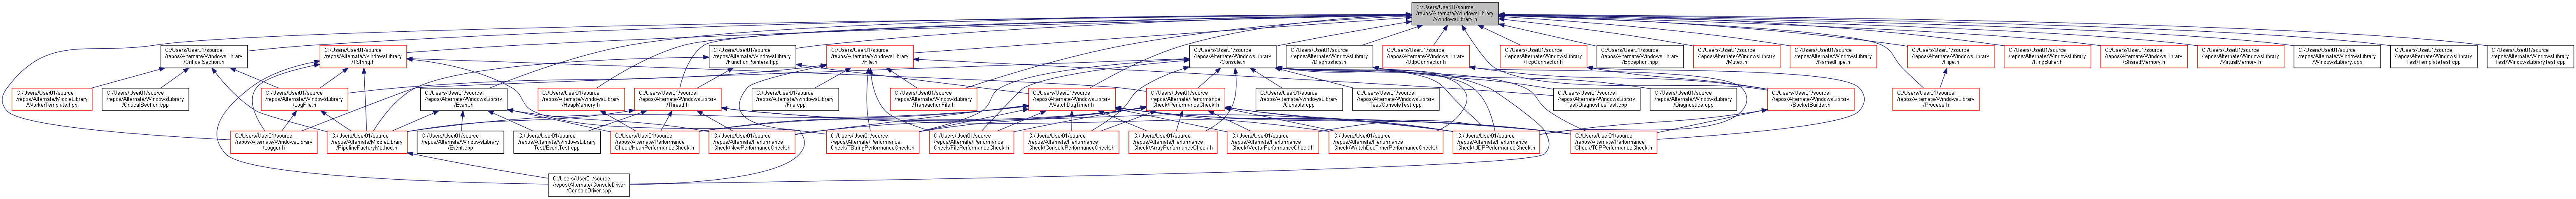 C:/Users/User01/source
/repos/Alternate/WindowsLibrary
/WindowsLibrary.h
C:/Users/User01/source
/repos/Alternate/WindowsLibrary
/CriticalSection.h
C:/Users/User01/source
/repos/Alternate/WindowsLibrary
/TString.h
C:/Users/User01/source
/repos/Alternate/WindowsLibrary
/FunctionPointers.hpp
C:/Users/User01/source
/repos/Alternate/WindowsLibrary
/File.h
C:/Users/User01/source
/repos/Alternate/WindowsLibrary
/Console.h
C:/Users/User01/source
/repos/Alternate/WindowsLibrary
/Diagnostics.h
C:/Users/User01/source
/repos/Alternate/WindowsLibrary
/UdpConnector.h
C:/Users/User01/source
/repos/Alternate/WindowsLibrary
/TcpConnector.h
C:/Users/User01/source
/repos/Alternate/WindowsLibrary
/Exception.hpp
C:/Users/User01/source
/repos/Alternate/WindowsLibrary
/Mutex.h
C:/Users/User01/source
/repos/Alternate/WindowsLibrary
/NamedPipe.h
C:/Users/User01/source
/repos/Alternate/WindowsLibrary
/Pipe.h
C:/Users/User01/source
/repos/Alternate/WindowsLibrary
/RingBuffer.h
C:/Users/User01/source
/repos/Alternate/WindowsLibrary
/SharedMemory.h
C:/Users/User01/source
/repos/Alternate/WindowsLibrary
/VirtualMemory.h
C:/Users/User01/source
/repos/Alternate/WindowsLibrary
/WindowsLibrary.cpp
C:/Users/User01/source
/repos/Alternate/WindowsLibrary
Test/TemplateTest.cpp
C:/Users/User01/source
/repos/Alternate/WindowsLibrary
Test/WindowsLibraryTest.cpp
C:/Users/User01/source
/repos/Alternate/MiddleLibrary
/WorkerTemplate.hpp
C:/Users/User01/source
/repos/Alternate/WindowsLibrary
/CriticalSection.cpp
C:/Users/User01/source
/repos/Alternate/WindowsLibrary
/LogFile.h
C:/Users/User01/source
/repos/Alternate/WindowsLibrary
/Event.h
C:/Users/User01/source
/repos/Alternate/WindowsLibrary
/HeapMemory.h
C:/Users/User01/source
/repos/Alternate/WindowsLibrary
/Thread.h
C:/Users/User01/source
/repos/Alternate/WindowsLibrary
/File.cpp
C:/Users/User01/source
/repos/Alternate/WindowsLibrary
/TransactionFile.h
C:/Users/User01/source
/repos/Alternate/WindowsLibrary
/WatchDogTimer.h
C:/Users/User01/source
/repos/Alternate/Performance
Check/PerformanceCheck.h
C:/Users/User01/source
/repos/Alternate/WindowsLibrary
/Console.cpp
C:/Users/User01/source
/repos/Alternate/WindowsLibrary
Test/ConsoleTest.cpp
C:/Users/User01/source
/repos/Alternate/WindowsLibrary
Test/DiagnosticsTest.cpp
C:/Users/User01/source
/repos/Alternate/WindowsLibrary
/Diagnostics.cpp
C:/Users/User01/source
/repos/Alternate/WindowsLibrary
/SocketBuilder.h
C:/Users/User01/source
/repos/Alternate/WindowsLibrary
/Process.h
C:/Users/User01/source
/repos/Alternate/WindowsLibrary
/Logger.h
C:/Users/User01/source
/repos/Alternate/MiddleLibrary
/PipelineFactoryMethod.h
C:/Users/User01/source
/repos/Alternate/WindowsLibrary
/Event.cpp
C:/Users/User01/source
/repos/Alternate/WindowsLibrary
Test/EventTest.cpp
C:/Users/User01/source
/repos/Alternate/Performance
Check/HeapPerformanceCheck.h
C:/Users/User01/source
/repos/Alternate/Performance
Check/NewPerformanceCheck.h
C:/Users/User01/source
/repos/Alternate/Performance
Check/TStringPerformanceCheck.h
C:/Users/User01/source
/repos/Alternate/Performance
Check/FilePerformanceCheck.h
C:/Users/User01/source
/repos/Alternate/Performance
Check/ConsolePerformanceCheck.h
C:/Users/User01/source
/repos/Alternate/Performance
Check/ArrayPerformanceCheck.h
C:/Users/User01/source
/repos/Alternate/Performance
Check/VectorPerformanceCheck.h
C:/Users/User01/source
/repos/Alternate/Performance
Check/WatchDocTimerPerformanceCheck.h
C:/Users/User01/source
/repos/Alternate/Performance
Check/UDPPerformanceCheck.h
C:/Users/User01/source
/repos/Alternate/Performance
Check/TCPPerformanceCheck.h
C:/Users/User01/source
/repos/Alternate/ConsoleDriver
/ConsoleDriver.cpp